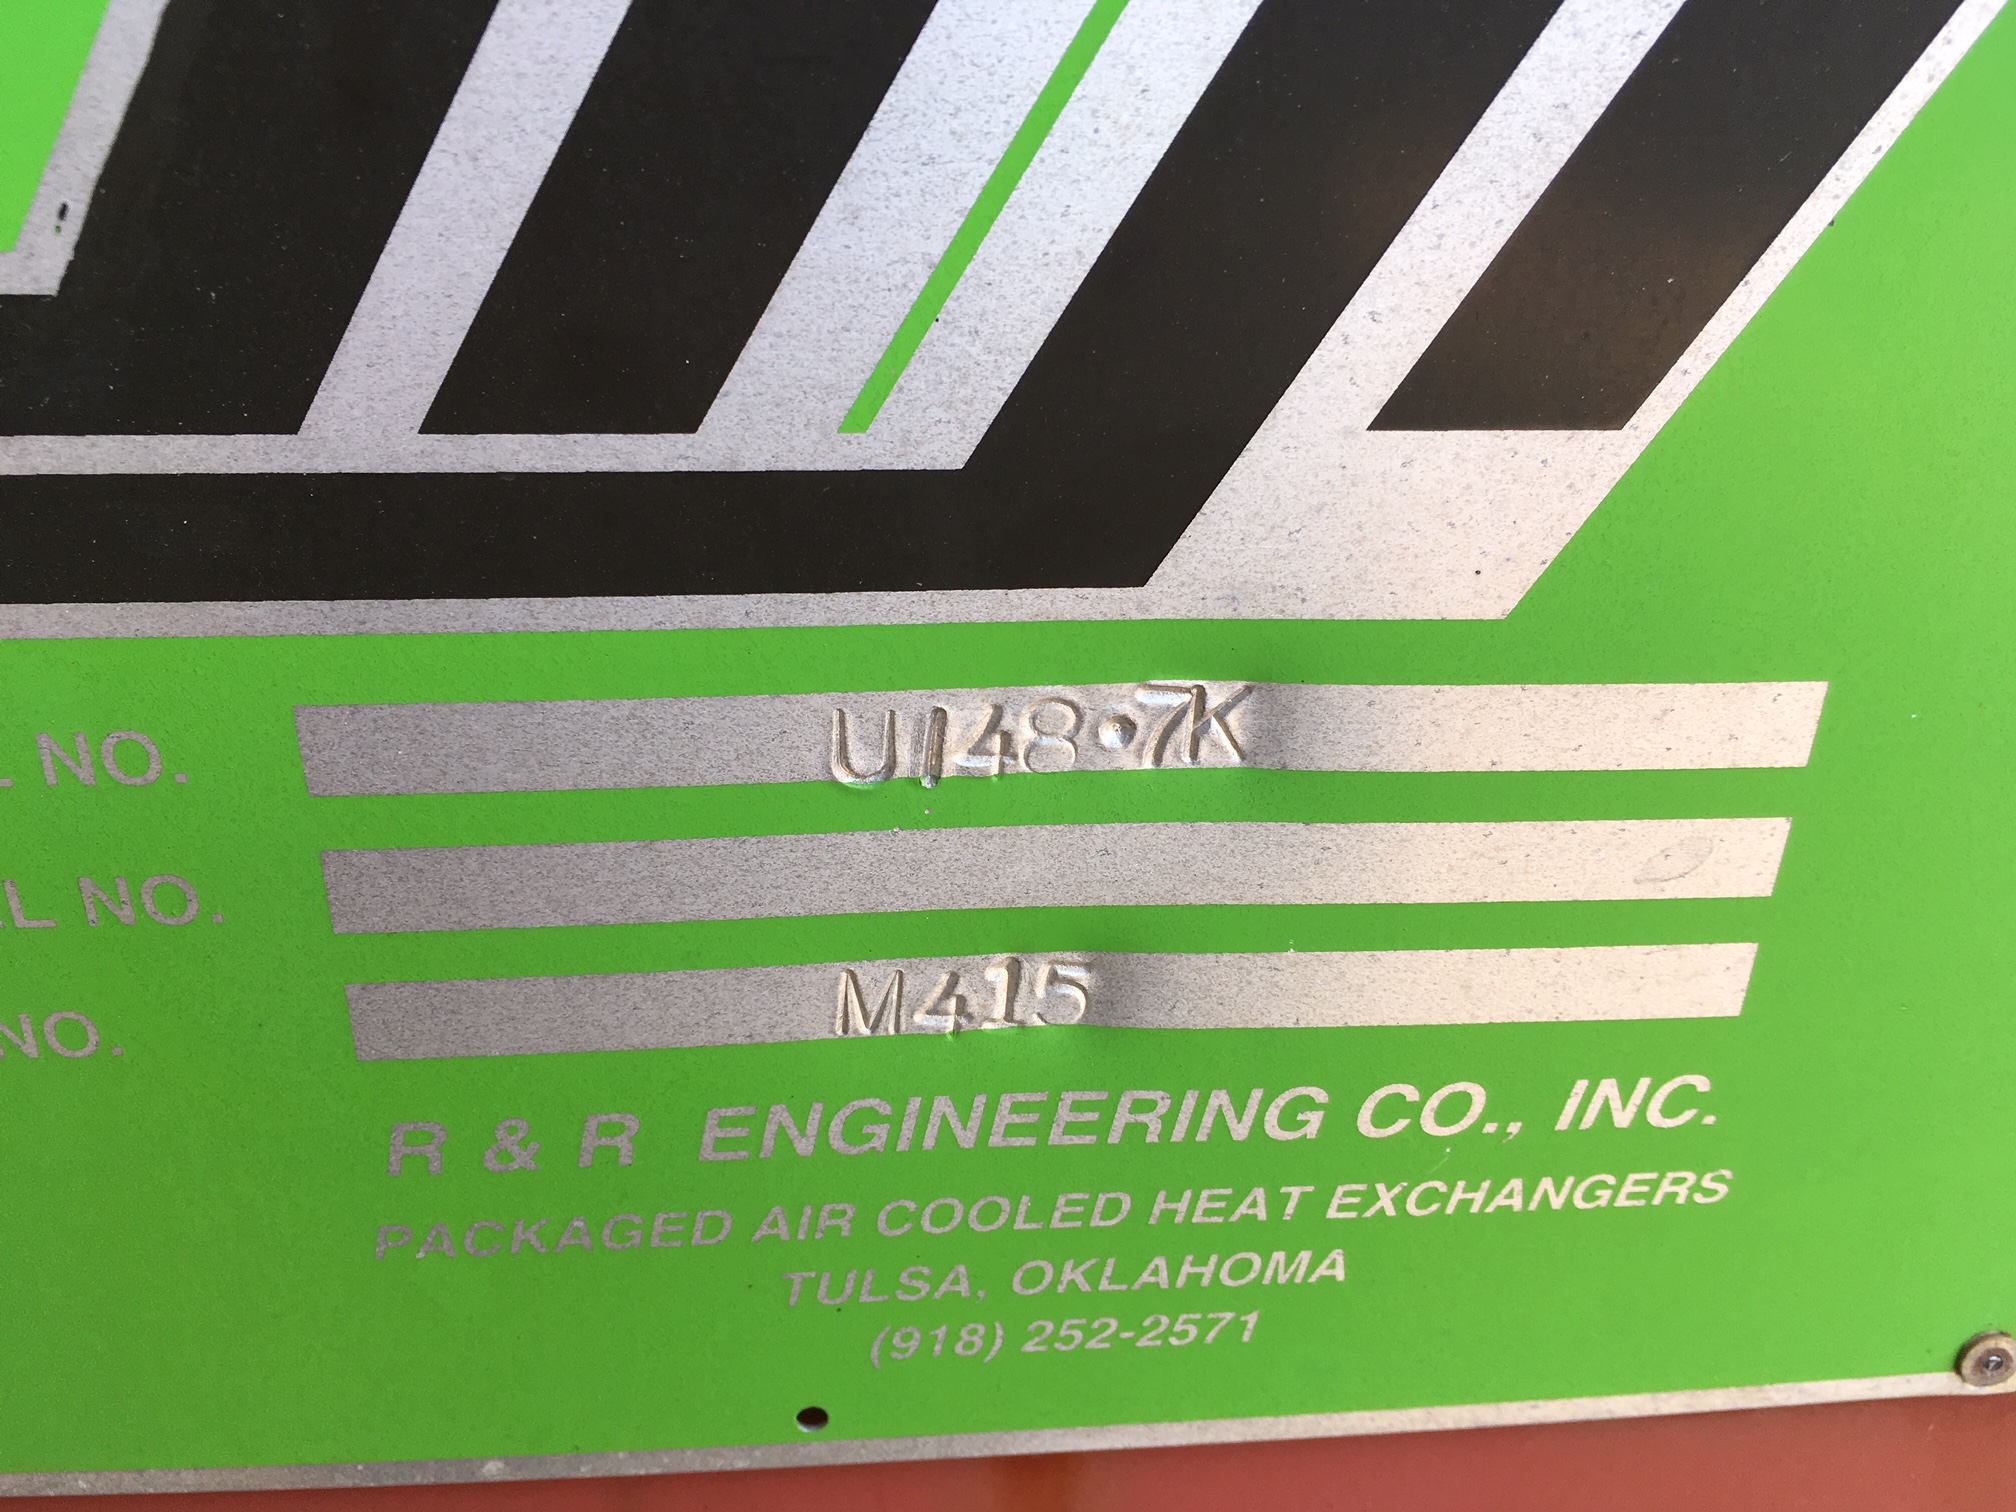 L NO. U148·7K
L NO.
NO. M415
R & R ENGINEERING CO., INC.
PACKAGED AIR COOLED HEAT EXCHANGERS
TULSA, OKLAHOMA
(918) 252-2571